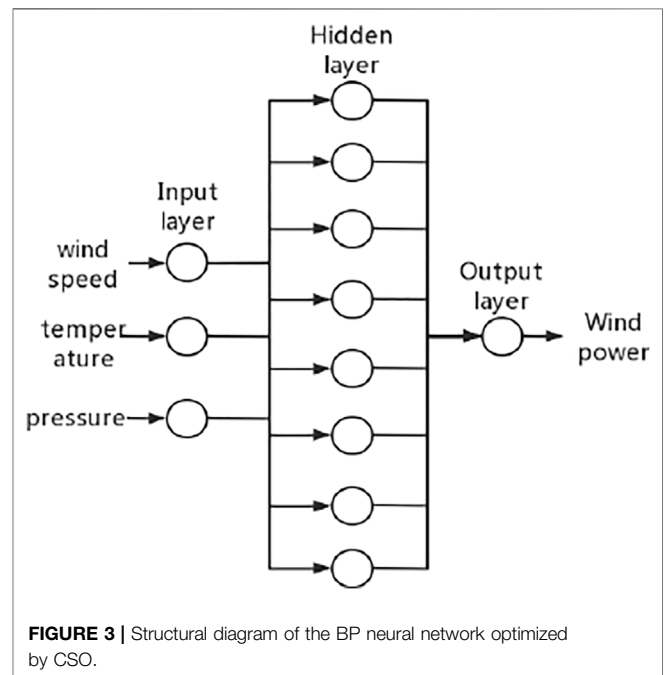 Hidden
layer
Input
layer
wind
speed
temper
ature
pressure
Output
layer
Wind
power
FIGURE 3 | Structural diagram of the BP neural network optimized
by CSO.